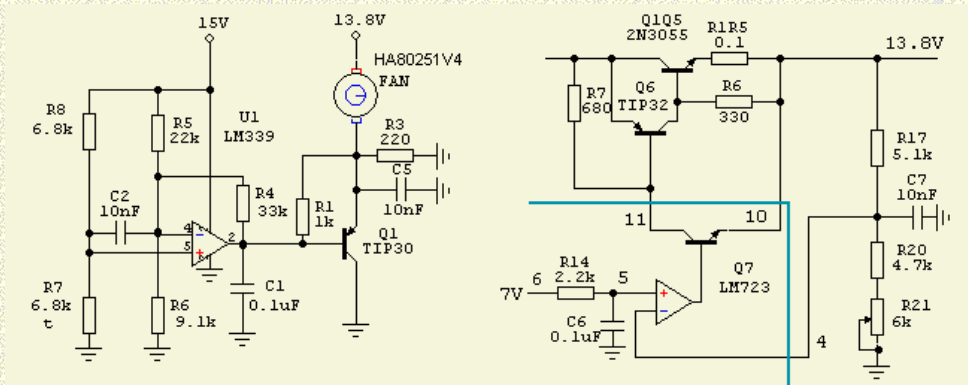 15V
13.8V
HA80251V4
FAN
R8
6.8k
R5
22k
U1
LM339
R3
220
C5
10nF
C2
10nF
R4
33k
R1
1k
4
5
2
Q1
TIP30
R7
6.8k
t
R6
9.1k
C1
0.1uF
Q1Q5
2N3055
R1R5
0.1
13.8V
R7
680
Q6
TIP32
R6
330
R17
5.1k
C7
10nF
11
10
Q7
LM723
R14
2.2k
6
5
7V
C6
0.1uF
R20
4.7k
R21
6k
4